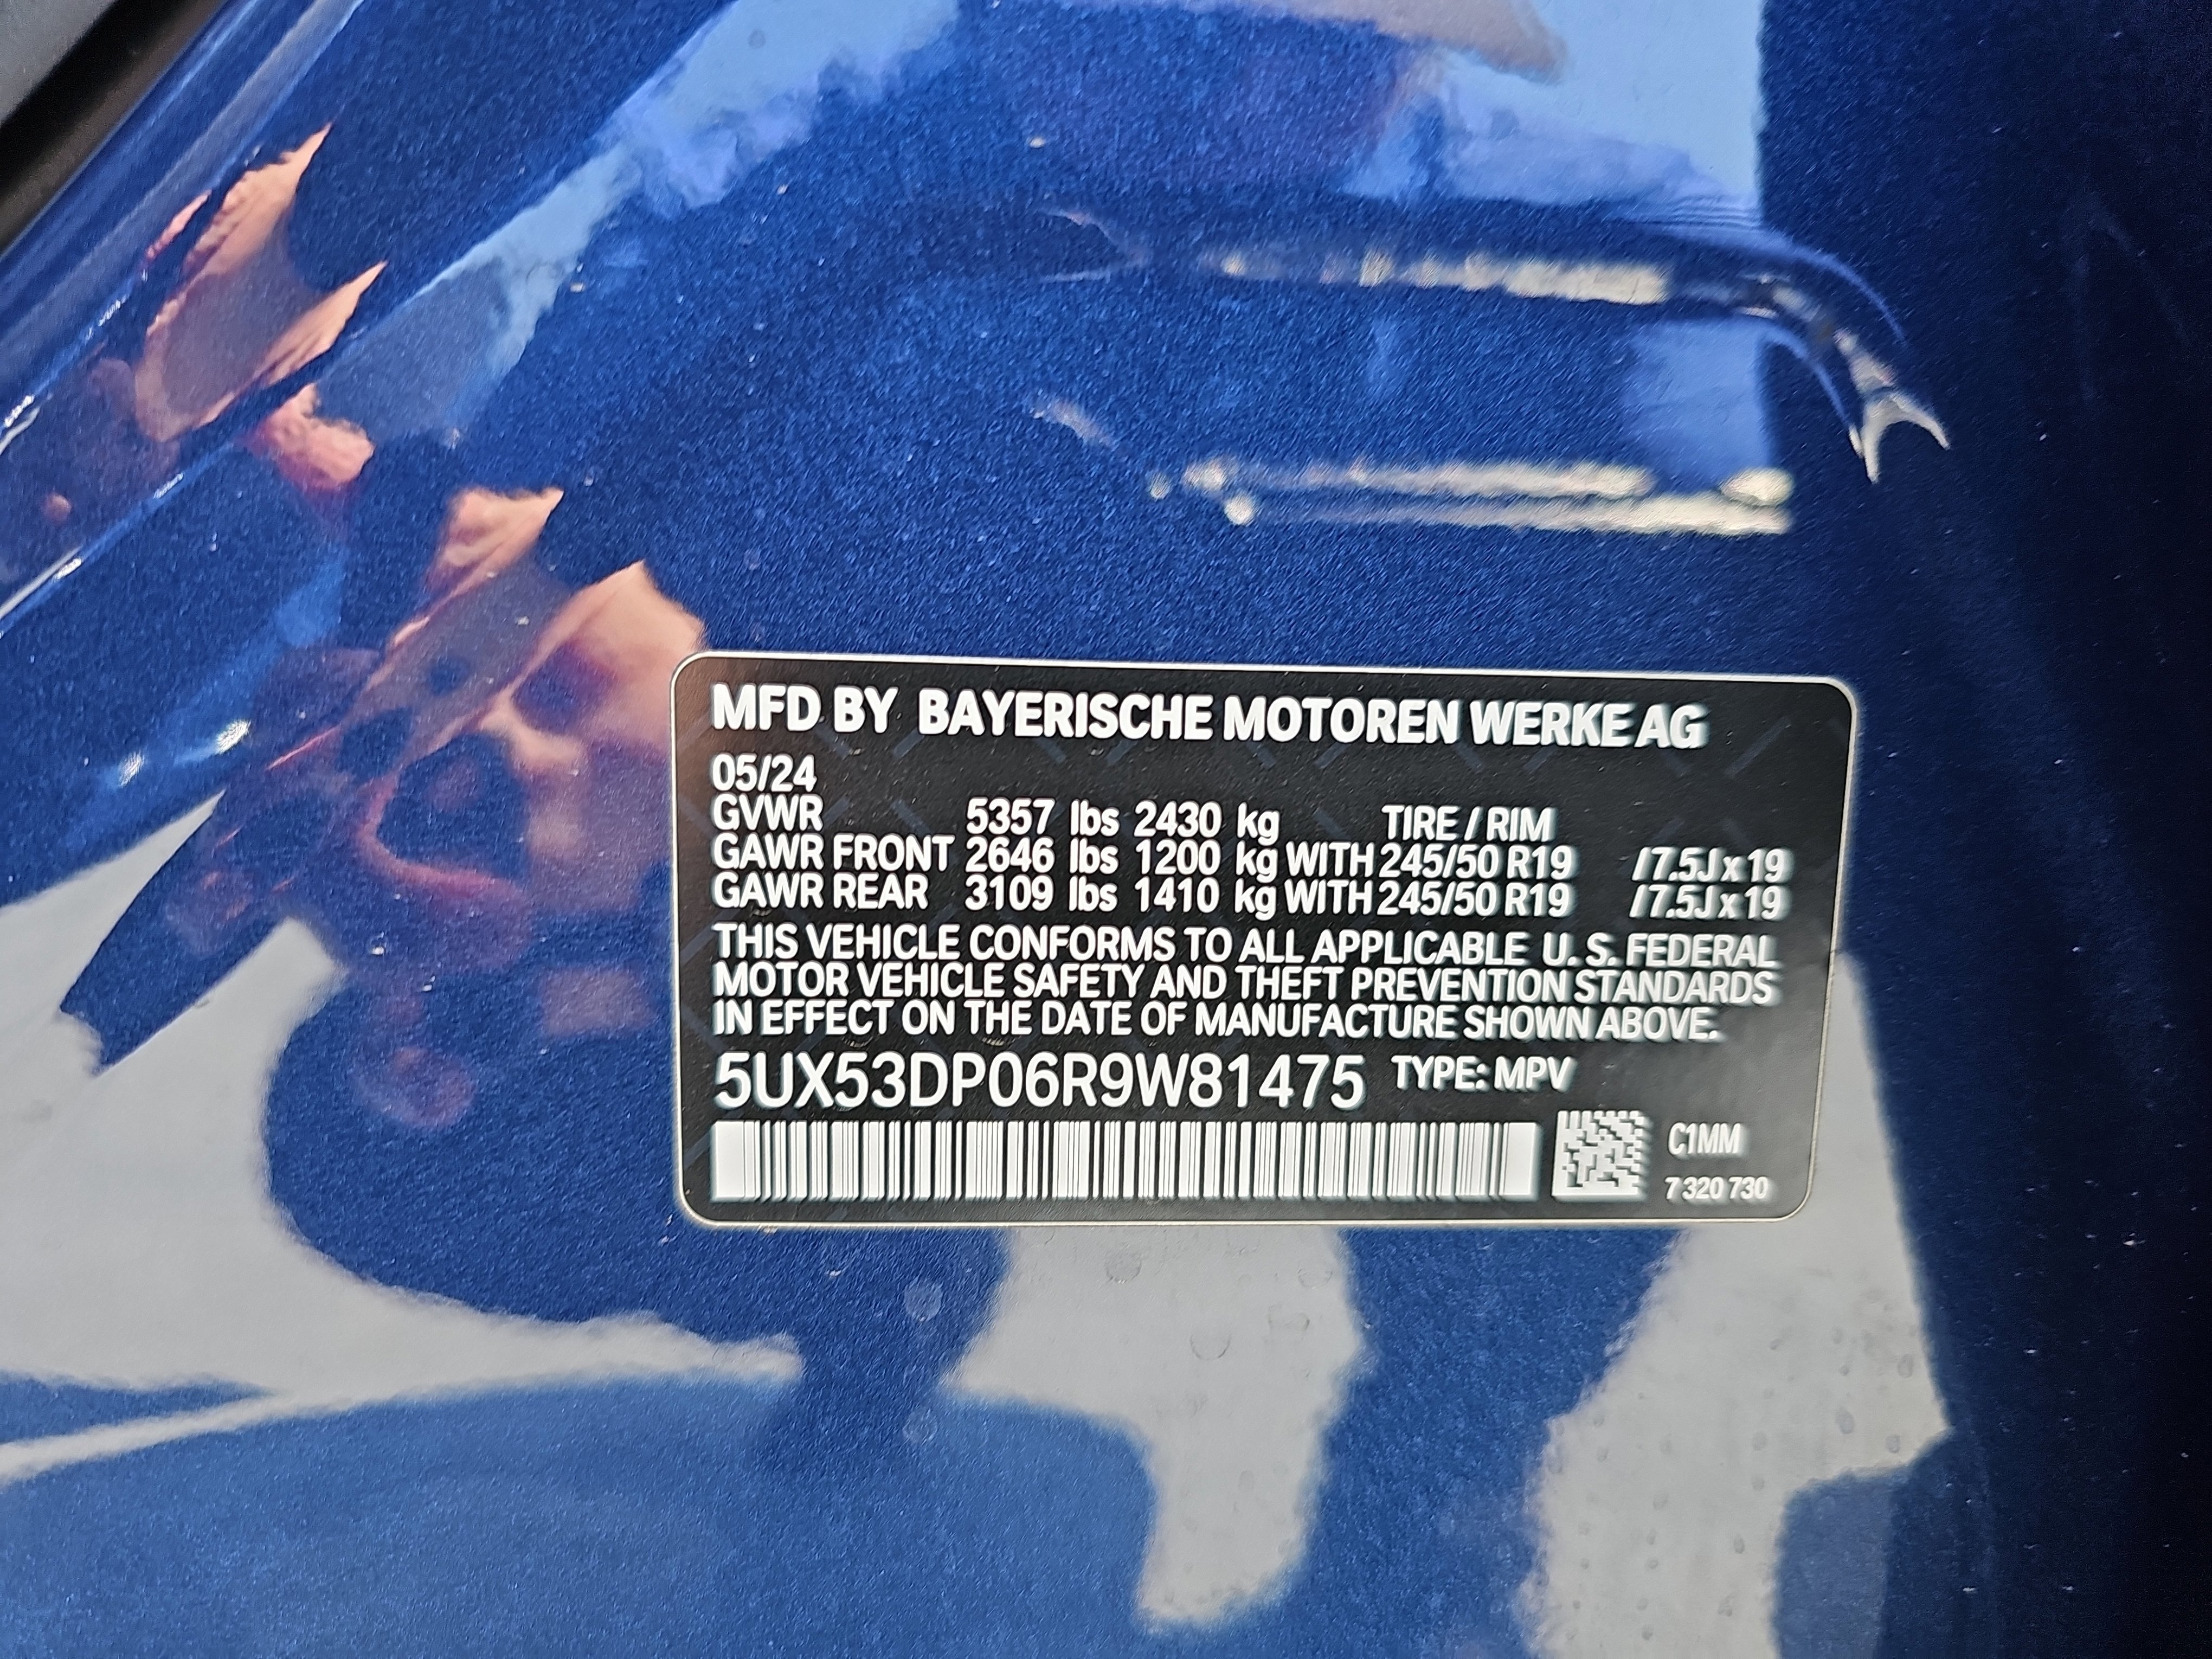 MFD BY BAYERISCHE MOTOREN WERKE AG
05/24
GVWR 5357 lbs 2430 kg TIRE / RIM
GAWR FRONT 2646 lbs 1200 kg WITH 245/50 R19 / 7.5J x 19
GAWR REAR 3109 lbs 1410 kg WITH 245/50 R19 / 7.5J x 19
THIS VEHICLE CONFORMS TO ALL APPLICABLE U. S. FEDERAL
MOTOR VEHICLE SAFETY AND THEFT PREVENTION STANDARDS
IN EFFECT ON THE DATE OF MANUFACTURE SHOWN ABOVE.
5UX53DP06R9W81475 TYPE: MPV
C1MM
7 320 730